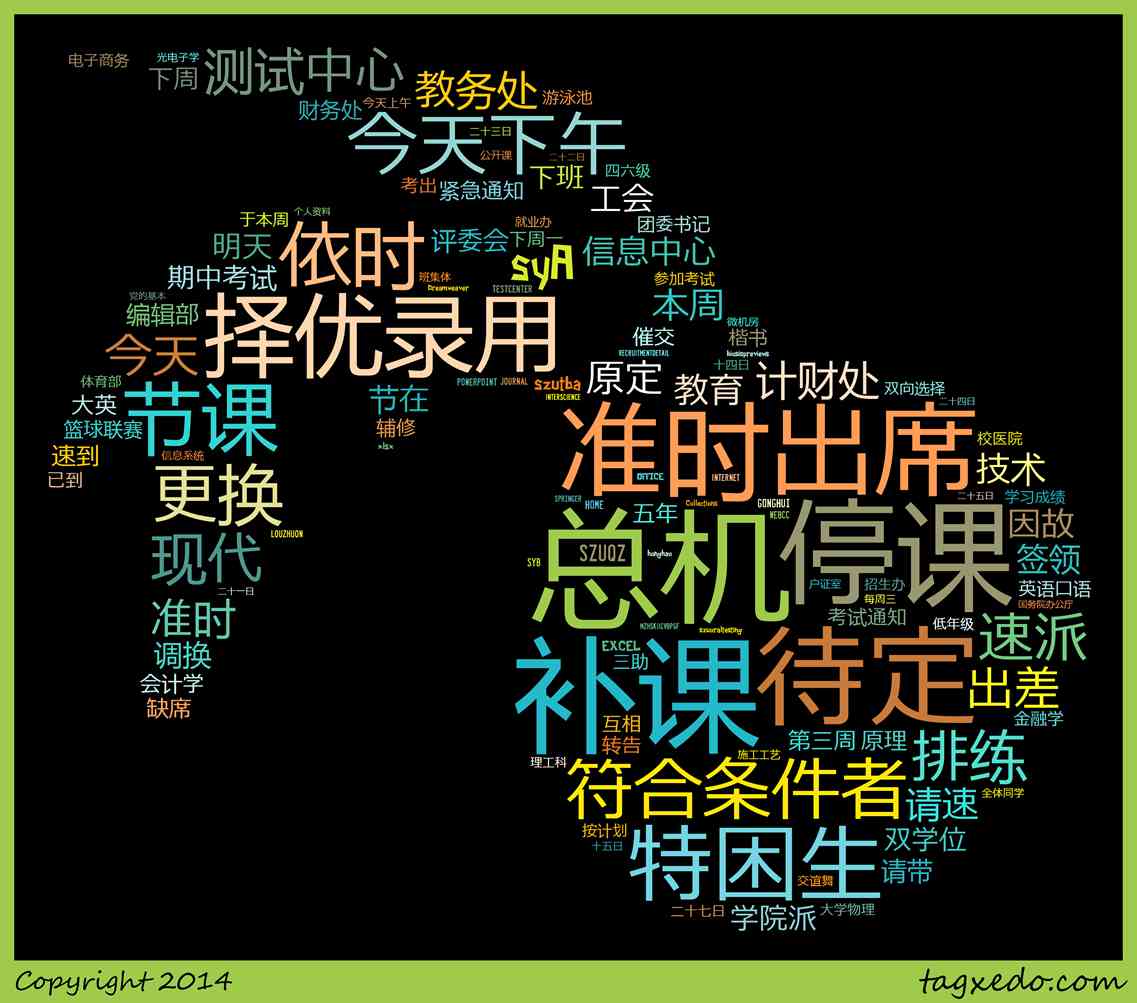 电子商务
光电子学
下周
测试中心
教务处
游泳池
财务处
今天上午
今天下午
二十三日
公开课
二十二日
下班
四六级
考出
紧急通知
工会
于本周
个人资料
就业办
团委书记
明天
依时
评委会
下周一
信息中心
syA
期中考试
班集体
Dreamweaver
TESTCENTER
参加考试
党的基本
编辑部
择优录用
本周
微机房
催交
楷书
RECRUITMENTDETAIL
biosispreviews
今天
原定
十四日
教育
计财处
双向选择
体育部
节课
节在
POWERPOINT
JOURNAL
szutba
INTERSCIENCE
大英
篮球联赛
辅修
xlsx
准时出席
二十四日
校医院
速到
信息系统
已到
OFFICE
INTERNET
技术
更换
SPRINGER
HOME
Collections
GONGHUI
WEBCC
二十五日
学习成绩
五年
停课
因故
LOUZHUON
总机
SZUQZ
honghao
现代
SYB
签领
户证室
招生办
英语口语
二十一日
每周三
国务院办公厅
准时
考试通知
低年级
速派
EXCEL
三助
补课
待定
调换
出差
会计学
缺席
互相
转告
金融学
第三周
原理
排练
理工科
施工工艺
符合条件者
请速
全体同学
按计划
十五日
特困生
双学位
交谊舞
请带
二十七日
学院派
大学物理
Copyright 2014
tagxedo.com